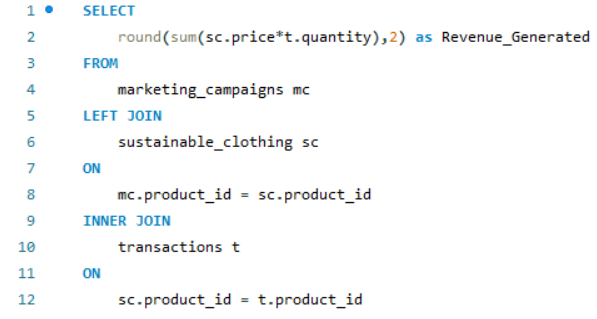 1 SELECT
2 round(sum(sc.price*t.quantity),2) as Revenue_Generated
3 FROM
4 marketing_campaigns mc
5 LEFT JOIN
6 sustainable_clothing sc
7 ON
8 mc.product_id = sc.product_id
9 INNER JOIN
10 transactions t
11 ON
12 sc.product_id = t.product_id